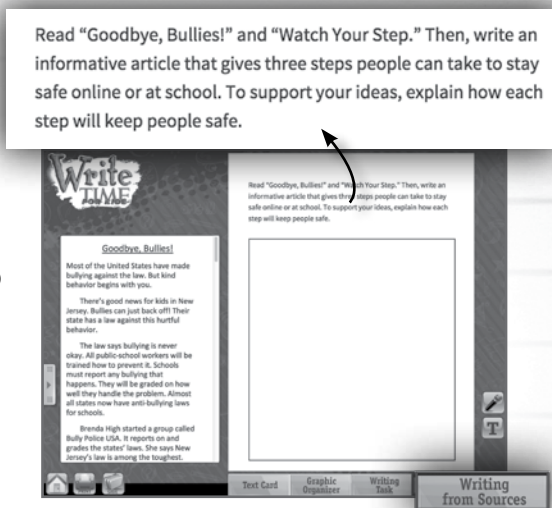 Read “Goodbye, Bullies!” and “Watch Your Step.” Then, write an
informative article that gives three steps people can take to stay
safe online or at school. To support your ideas, explain how each
step will keep people safe.
Write
TIME
FOR KIDS
Read “Goodbye, Bullies!” and “Watch Your Step.” Then, write an
informative article that gives three steps people can take to stay
safe online or at school. To support your ideas, explain how each
step will keep people safe.
Goodbye, Bullies!
Most of the United States have made
bullying against the law. But kind
behavior begins with you.
There's good news for kids in New
Jersey. Bullies can just back off! Their
state has a law against this hurtful
behavior.
The law says bullying is never
okay. All public-school workers will be
trained how to prevent it. Schools
must report any bullying that
happens. They will be graded on how
well they handle the problem. Almost
all states now have anti-bullying laws
for schools.
Brenda High started a group called
Bully Police USA. It reports on and
grades the states' laws. She says New
Jersey's law is among the toughest.
T
Text Card
Graphic
Organizer
Writing
Task
Writing
from Sources